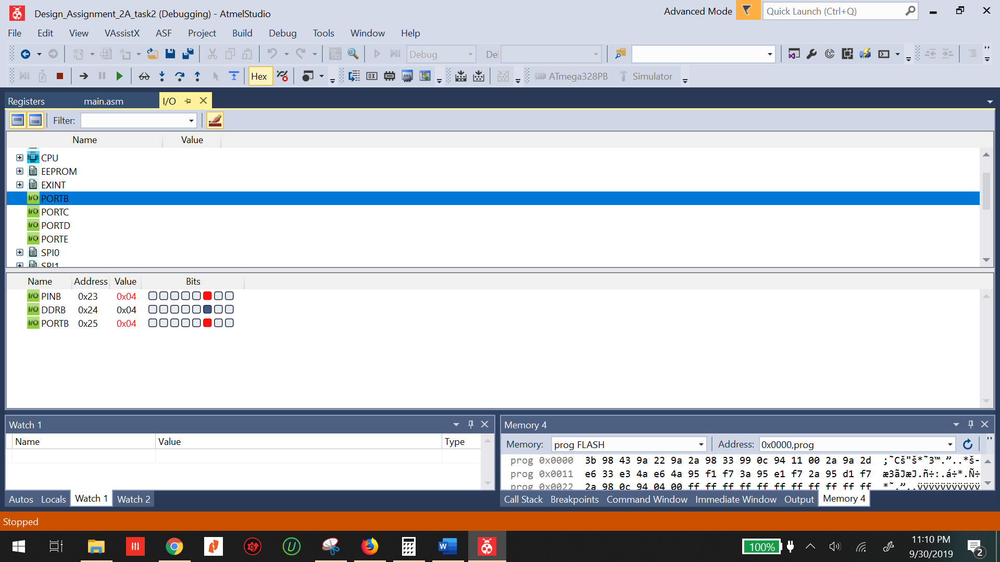 Design_Assignment_2A_task2 (Debugging) - AtmelStudio
Advanced Mode
Quick Launch (Ctrl+Q)
File Edit View VAssistX ASF Project Build Debug Tools Window Help
Debug
Hex
ATmega328PB
Simulator
Registers main.asm I/O
Filter:
Name Value
CPU
EEPROM
EXINT
I/O PORTB
I/O PORTC
I/O PORTD
I/O PORTE
SPI0
SPI1
Name Address Value Bits
I/O PINB 0x23 0x04
I/O DDRB 0x24 0x04
I/O PORTB 0x25 0x04
Watch 1
Name Value Type
Autos Locals Watch 1 Watch 2
Memory 4
Memory: prog FLASH Address: 0x0000,prog
prog 0x0000 3b 98 43 9a 22 9a 2a 98 33 99 0c 94 11 00 2a 9a 2d ;˜Cš"š*˜3™.”..*š-
prog 0x0011 e6 33 e3 4a e6 4a 95 f1 f7 3a 95 e1 f7 2a 95 d1 f7 æ3ãJæJ.ñ÷:.á÷*.Ñ÷
prog 0x0022 2a 98 0c 94 04 00 ff ff ff ff ff ff ff ff ff ff ff *˜.”..ÿÿÿÿÿÿÿÿÿÿÿ
Call Stack Breakpoints Command Window Immediate Window Output Memory 4
Stopped
100%
11:10 PM
9/30/2019
2